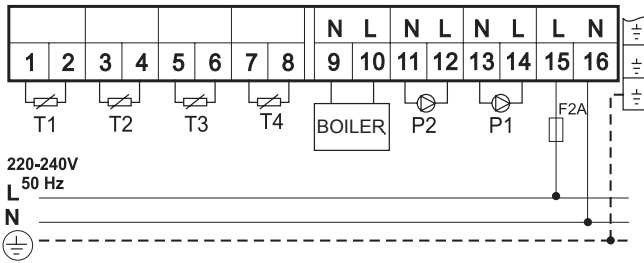 N L N L N L L N
1 2 3 4 5 6 7 8 9 10 11 12 13 14 15 16
T1 T2 T3 T4 BOILER P2 P1 F2A
220-240V
50 Hz
L
N